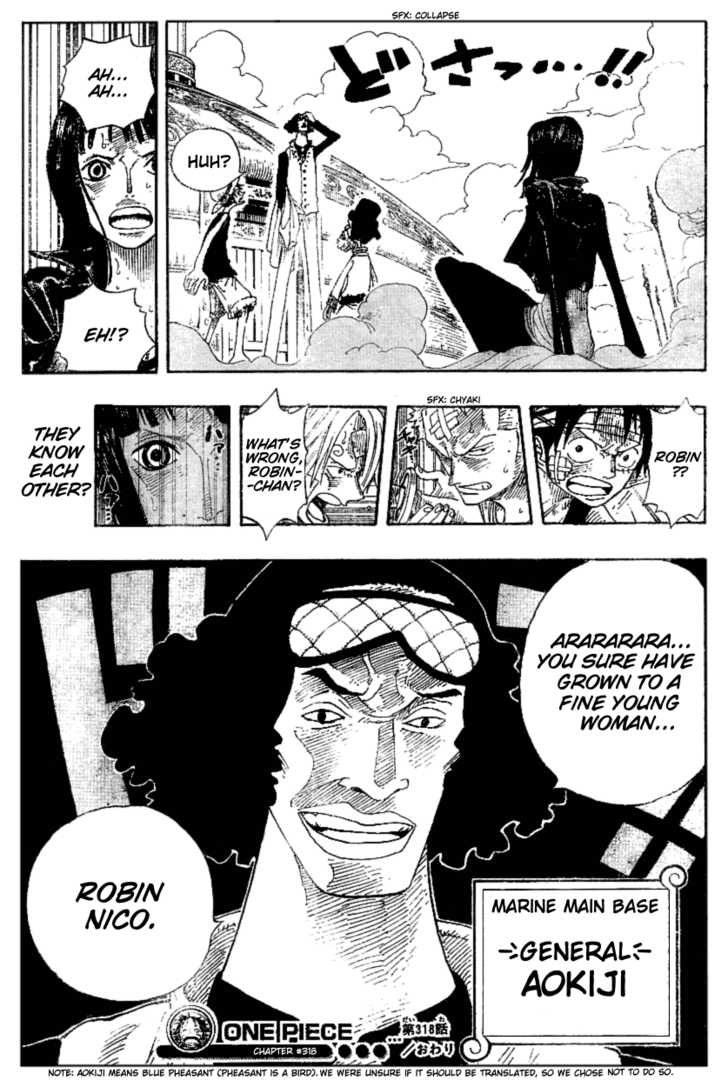 SFX: COLLAPSE
どさっ・・・!!
HUH?
AH...
AH...
EH!?
SFX: CHYAKI
ROBIN
??
WHAT'S
WRONG,
ROBIN-
CHAN?
THEY
KNOW
EACH
OTHER?
ARARARARA...
YOU SURE HAVE
GROWN TO A
FINE YOUNG
WOMAN...
ROBIN
NICO.
MARINE MAIN BASE
GENERAL
AOKIJI
ONE PIECE
CHAPTER #318
...第318話
/おわり
NOTE: AOKIJI MEANS BLUE PHEASANT (PHEASANT IS A BIRD). WE WERE UNSURE IF IT SHOULD BE TRANSLATED, SO WE CHOSE NOT TO DO SO.